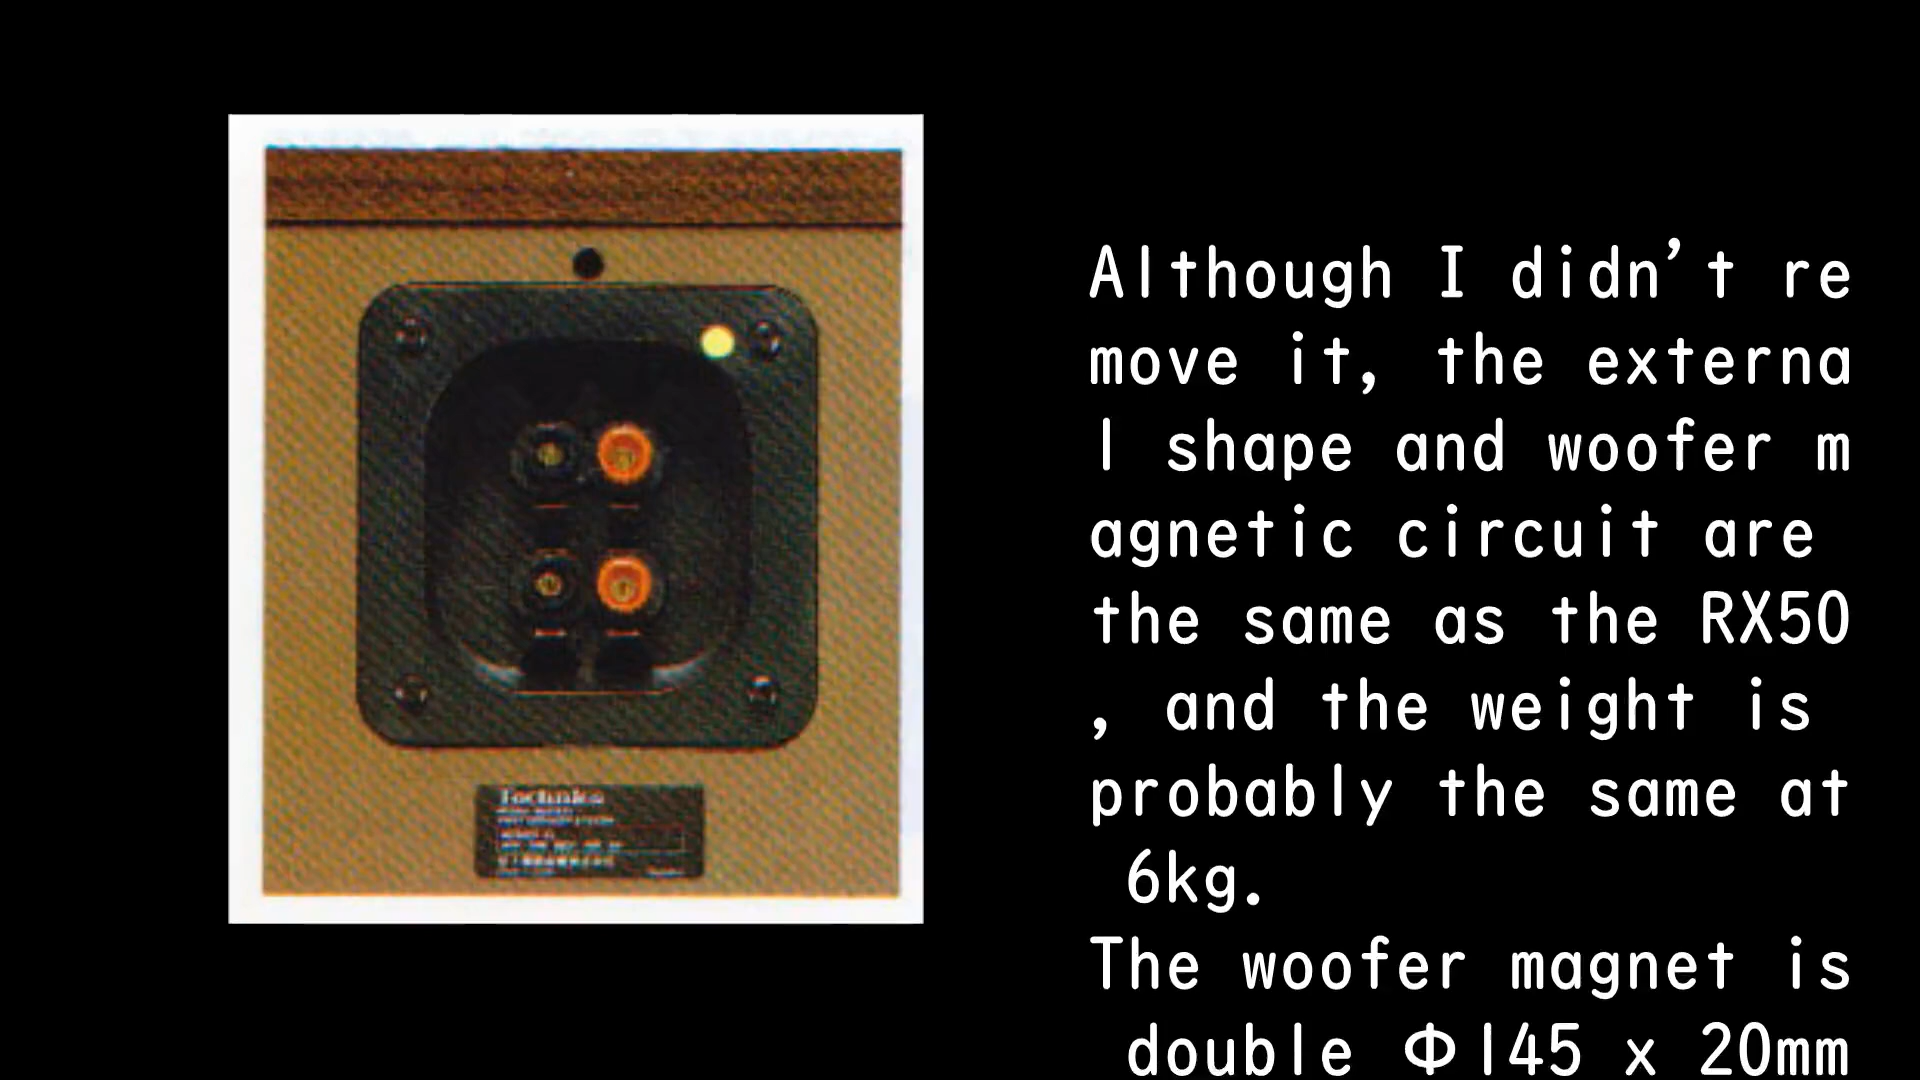 Technics
Although I didn't re
move it, the externa
l shape and woofer m
agnetic circuit are
the same as the RX50
, and the weight is
probably the same at
6kg.
The woofer magnet is
double Φ145 x 20mm